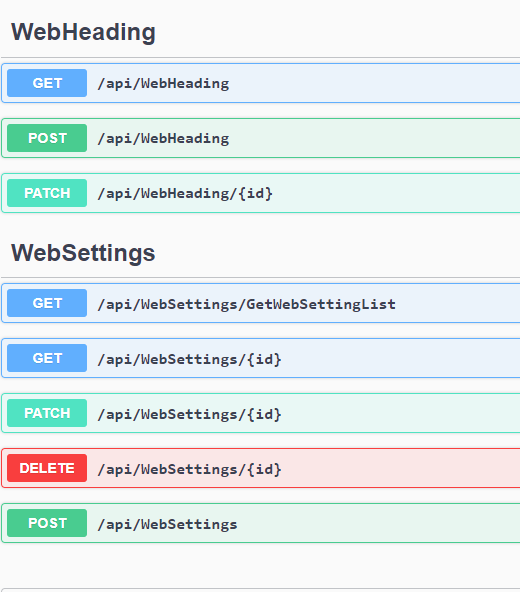 WebHeading
GET /api/WebHeading
POST /api/WebHeading
PATCH /api/WebHeading/{id}
WebSettings
GET /api/WebSettings/GetWebSettingList
GET /api/WebSettings/{id}
PATCH /api/WebSettings/{id}
DELETE /api/WebSettings/{id}
POST /api/WebSettings